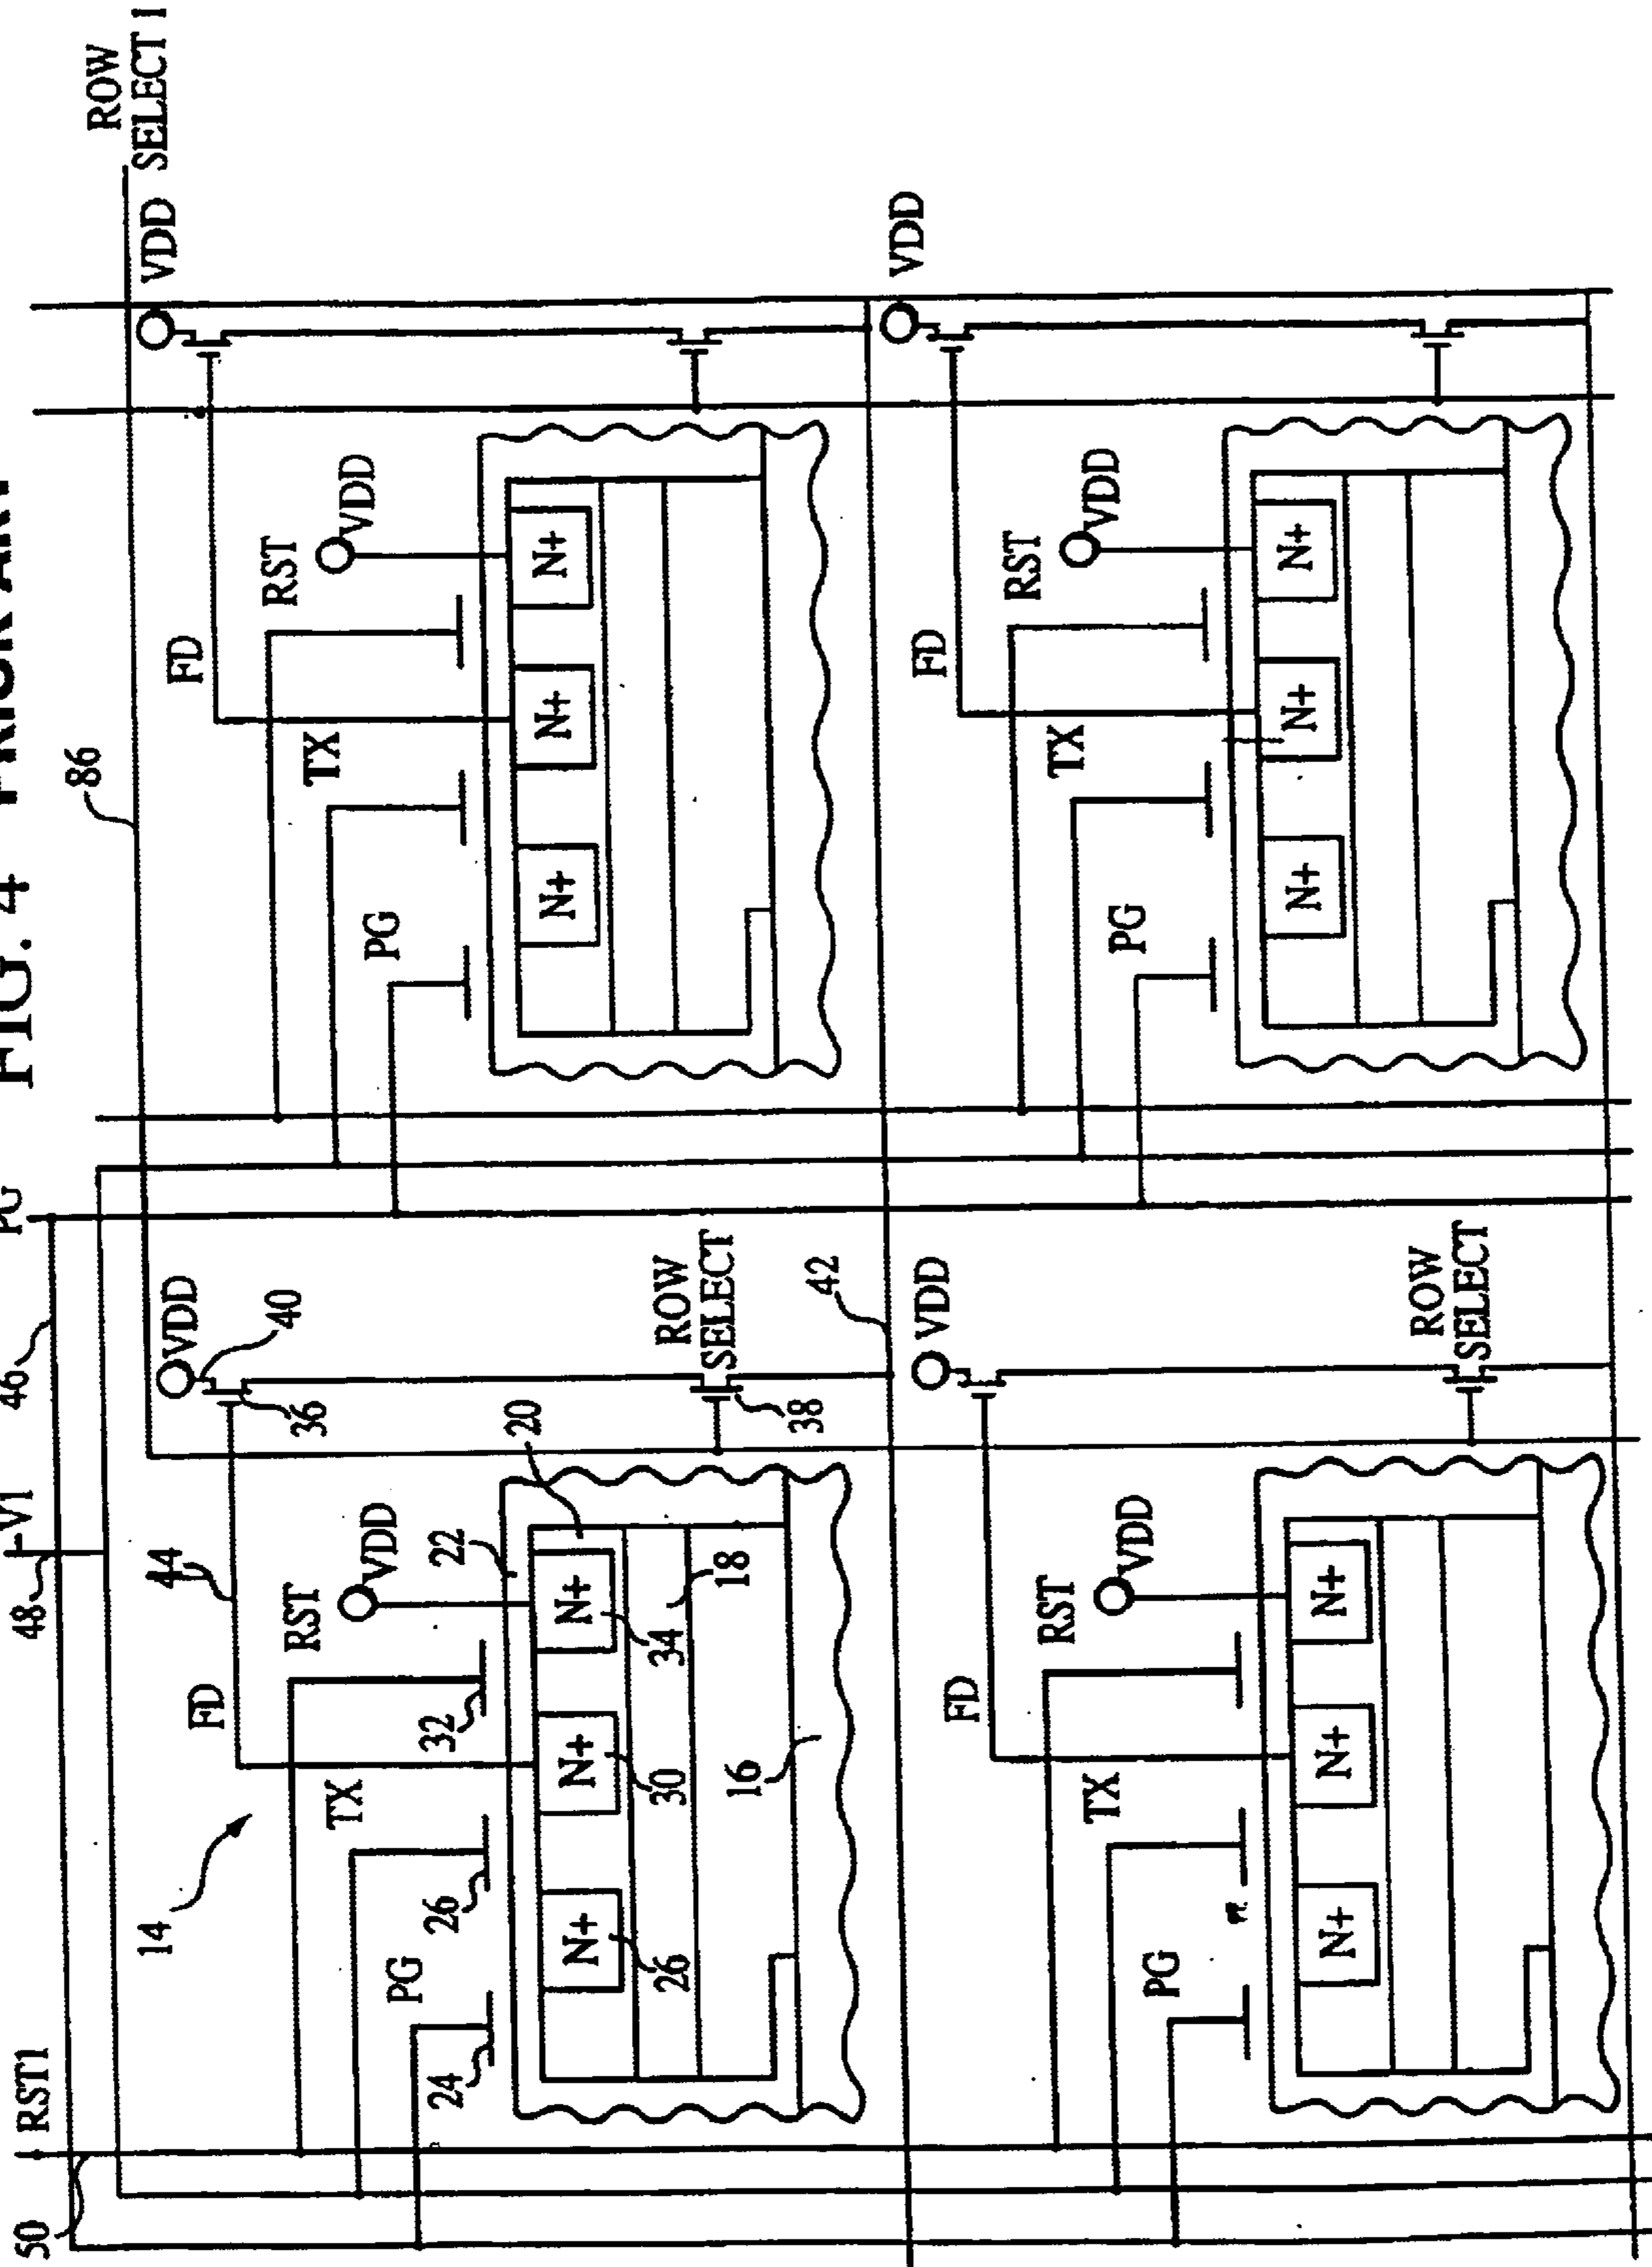 FIG. 4 PRIOR ART
50
RST1
48
V1
46
PG
86
ROW
SELECT 1
14
44
VDD
40
36
FD
RST
VDD
TX
PG
24
26
32
22
20
N+
N+
N+
26
30
34
18
16
ROW
SELECT
38
42
VDD
FD
RST
VDD
TX
PG
N+
N+
N+
VDD
FD
RST
VDD
TX
PG
N+
N+
N+
ROW
SELECT
VDD
FD
RST
VDD
TX
PG
N+
N+
N+